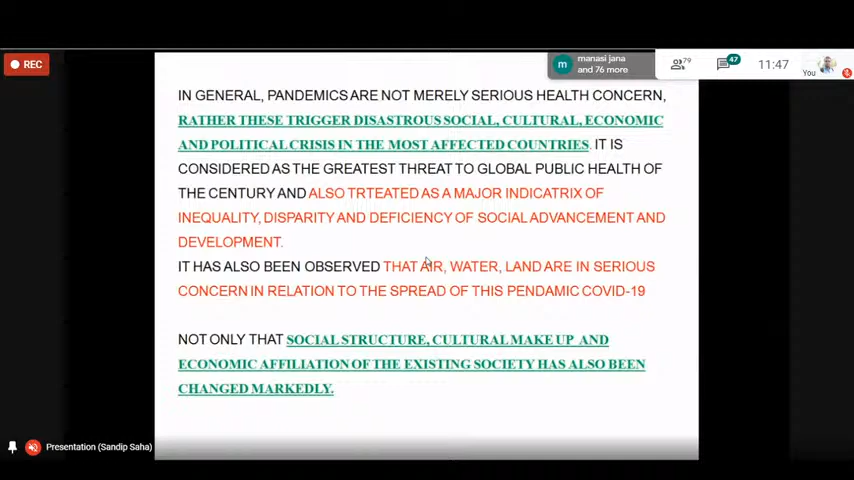 REC
m
manasi jana
and 76 more
79
47
11:47
You
IN GENERAL, PANDEMICS ARE NOT MERELY SERIOUS HEALTH CONCERN,
RATHER THESE TRIGGER DISASTROUS SOCIAL, CULTURAL, ECONOMIC
AND POLITICAL CRISIS IN THE MOST AFFECTED COUNTRIES. IT IS
CONSIDERED AS THE GREATEST THREAT TO GLOBAL PUBLIC HEALTH OF
THE CENTURY AND ALSO TRTEATED AS A MAJOR INDICATRIX OF
INEQUALITY, DISPARITY AND DEFICIENCY OF SOCIAL ADVANCEMENT AND
DEVELOPMENT.
IT HAS ALSO BEEN OBSERVED THAT AIR, WATER, LAND ARE IN SERIOUS
CONCERN IN RELATION TO THE SPREAD OF THIS PENDAMIC COVID-19
NOT ONLY THAT SOCIAL STRUCTURE, CULTURAL MAKE UP AND
ECONOMIC AFFILIATION OF THE EXISTING SOCIETY HAS ALSO BEEN
CHANGED MARKEDLY.
Presentation (Sandip Saha)